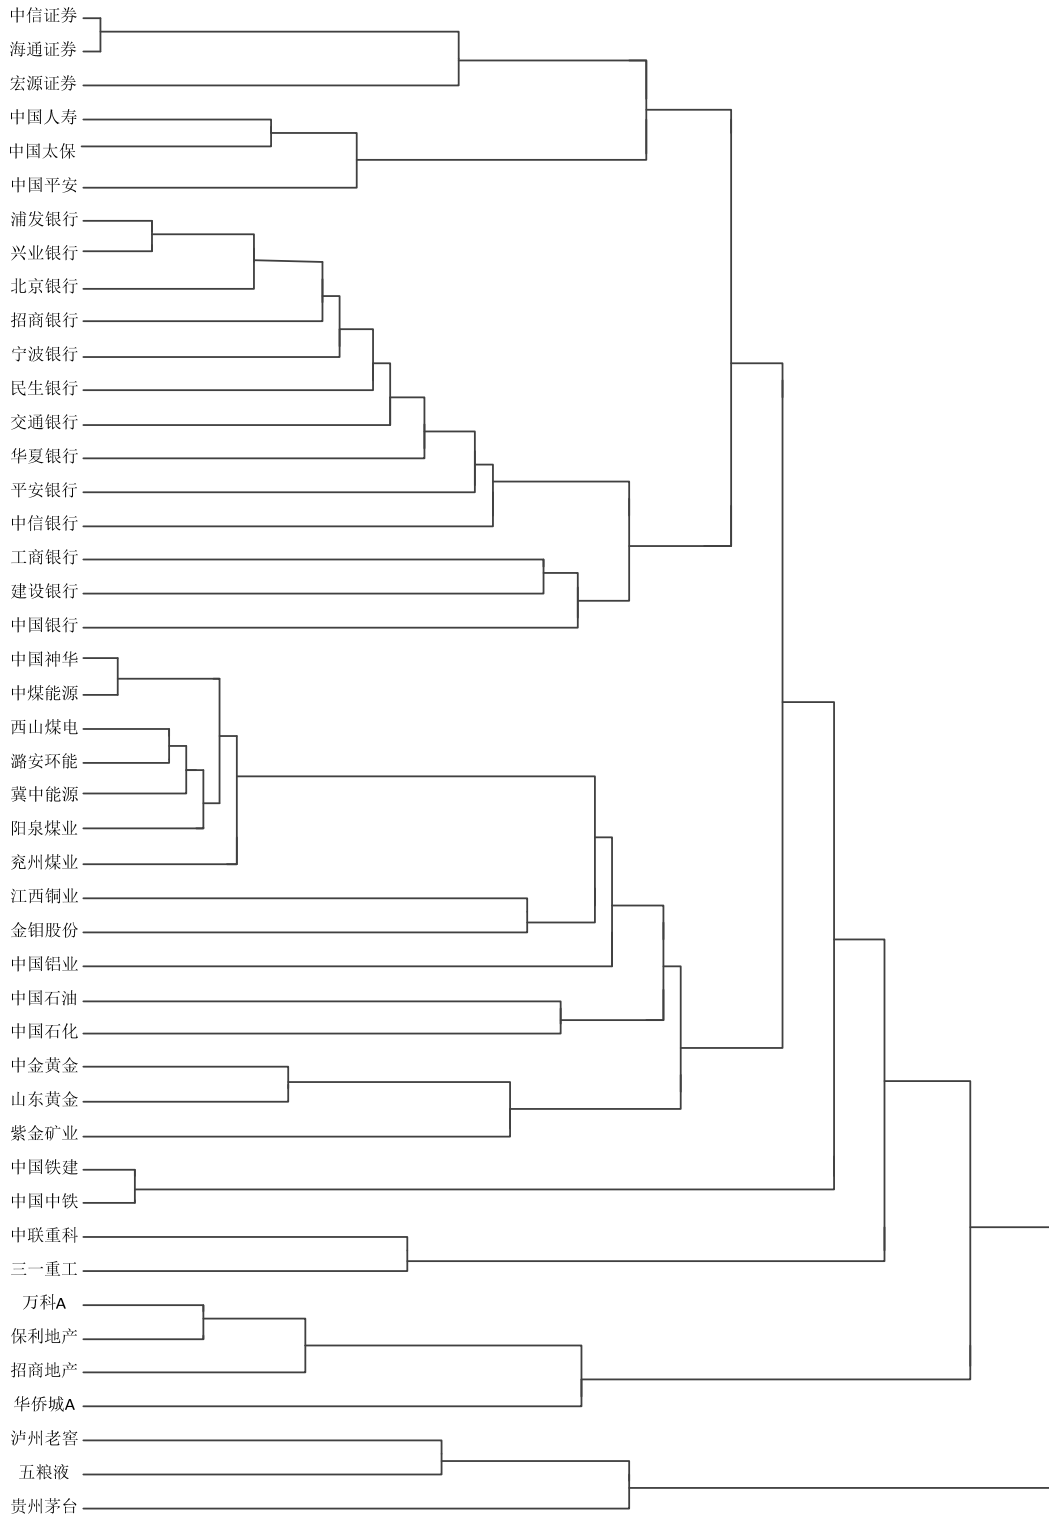 中信证券
海通证券
宏源证券
中国人寿
中国太保
中国平安
浦发银行
兴业银行
北京银行
招商银行
宁波银行
民生银行
交通银行
华夏银行
平安银行
中信银行
工商银行
建设银行
中国银行
中国神华
中煤能源
西山煤电
潞安环能
冀中能源
阳泉煤业
兖州煤业
江西铜业
金钼股份
中国铝业
中国石油
中国石化
中金黄金
山东黄金
紫金矿业
中国铁建
中国中铁
中联重科
三一重工
万科A
保利地产
招商地产
华侨城A
泸州老窖
五粮液
贵州茅台